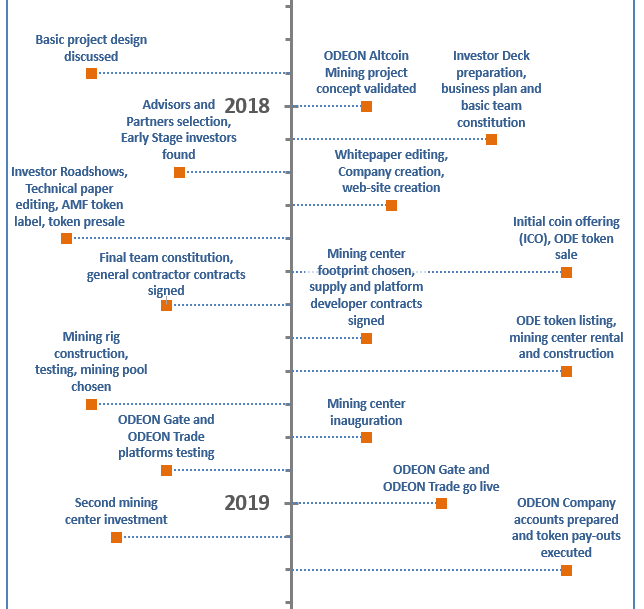 Basic project design
discussed
ODEON Altcoin
Mining project
concept validated
Investor Deck
preparation,
business plan and
basic team
constitution
2018
Advisors and
Partners selection,
Early Stage investors
found
Whitepaper editing,
Company creation,
web-site creation
Investor Roadshows,
Technical paper
editing, AMF token
label, token presale
Initial coin offering
(ICO), ODE token
sale
Final team constitution,
general contractor contracts
signed
Mining center
footprint chosen,
supply and platform
developer contracts
signed
ODE token listing,
mining center rental
and construction
Mining rig
construction,
testing, mining pool
chosen
Mining center
inauguration
ODEON Gate and
ODEON Trade
platforms testing
ODEON Gate and
ODEON Trade go live
2019
Second mining
center investment
ODEON Company
accounts prepared
and token pay-outs
executed